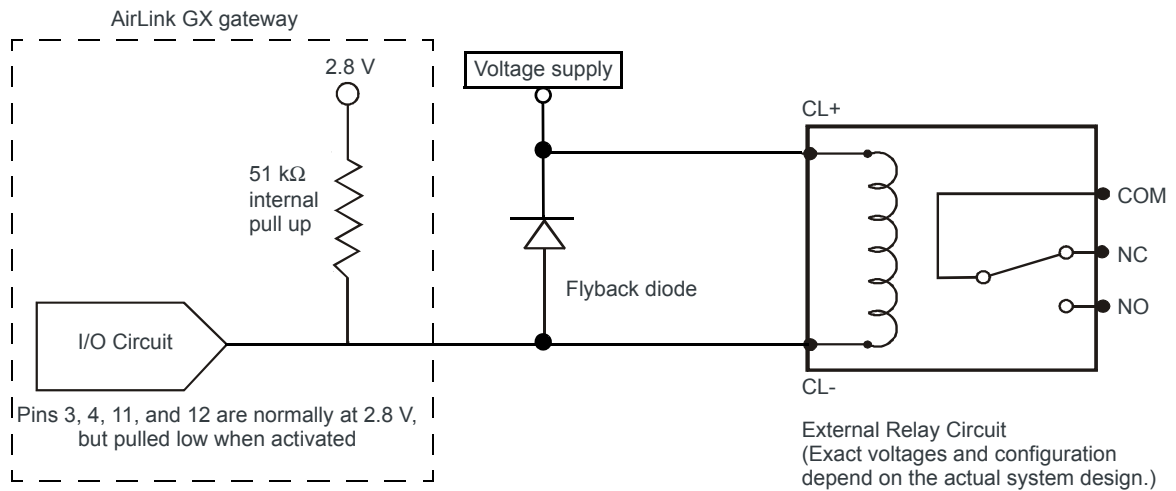 AirLink GX gateway
2.8 V
51 kΩ
internal
pull up
I/O Circuit
Pins 3, 4, 11, and 12 are normally at 2.8 V,
but pulled low when activated
Voltage supply
Flyback diode
CL+
COM
NC
NO
CL-
External Relay Circuit
(Exact voltages and configuration
depend on the actual system design.)